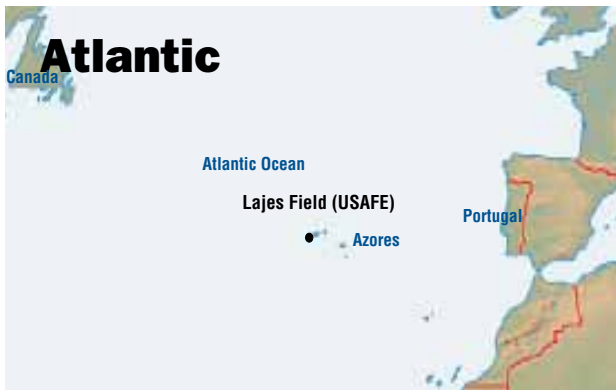 Atlantic
Canada
Atlantic Ocean
Lajes Field (USAFE)
Portugal
Azores